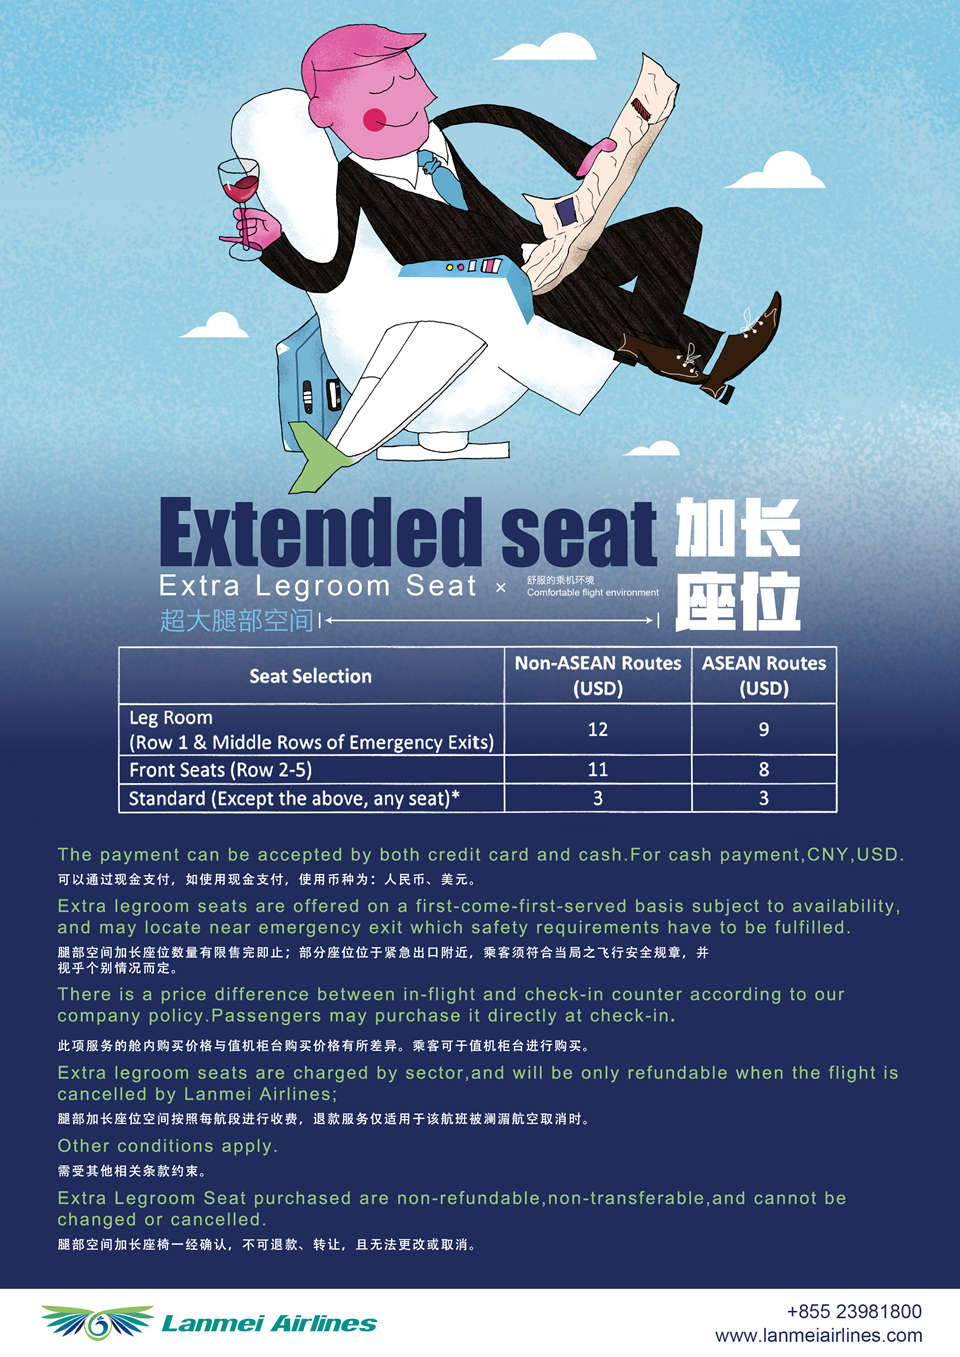 Extended seat 加长
座位
Extra Legroom Seat × 舒服的乘机环境
Comfortable flight environment
超大腿部空间
Seat Selection
Non-ASEAN Routes
(USD)
ASEAN Routes
(USD)
Leg Room
(Row 1 & Middle Rows of Emergency Exits)
12
9
Front Seats (Row 2-5)
11
8
Standard (Except the above, any seat)*
3
3
The payment can be accepted by both credit card and cash.For cash payment,CNY,USD.
可以通过现金支付，如使用现金支付，使用币种为：人民币、美元。
Extra legroom seats are offered on a first-come-first-served basis subject to availability,
and may locate near emergency exit which safety requirements have to be fulfilled.
腿部空间加长座位数量有限售完即止；部分座位位于紧急出口附近，乘客须符合当局之飞行安全规章，并
视乎个别情况而定。
There is a price difference between in-flight and check-in counter according to our
company policy.Passengers may purchase it directly at check-in.
此项服务的舱内购买价格与值机柜台购买价格有所差异。乘客可于值机柜台进行购买。
Extra legroom seats are charged by sector,and will be only refundable when the flight is
cancelled by Lanmei Airlines;
腿部加长座位空间按照每航段进行收费，退款服务仅适用于该航班被澜湄航空取消时。
Other conditions apply.
需受其他相关条款约束。
Extra Legroom Seat purchased are non-refundable,non-transferable,and cannot be
changed or cancelled.
腿部空间加长座椅一经确认，不可退款、转让，且无法更改或取消。
Lanmei Airlines
+855 23981800
www.lanmeiairlines.com